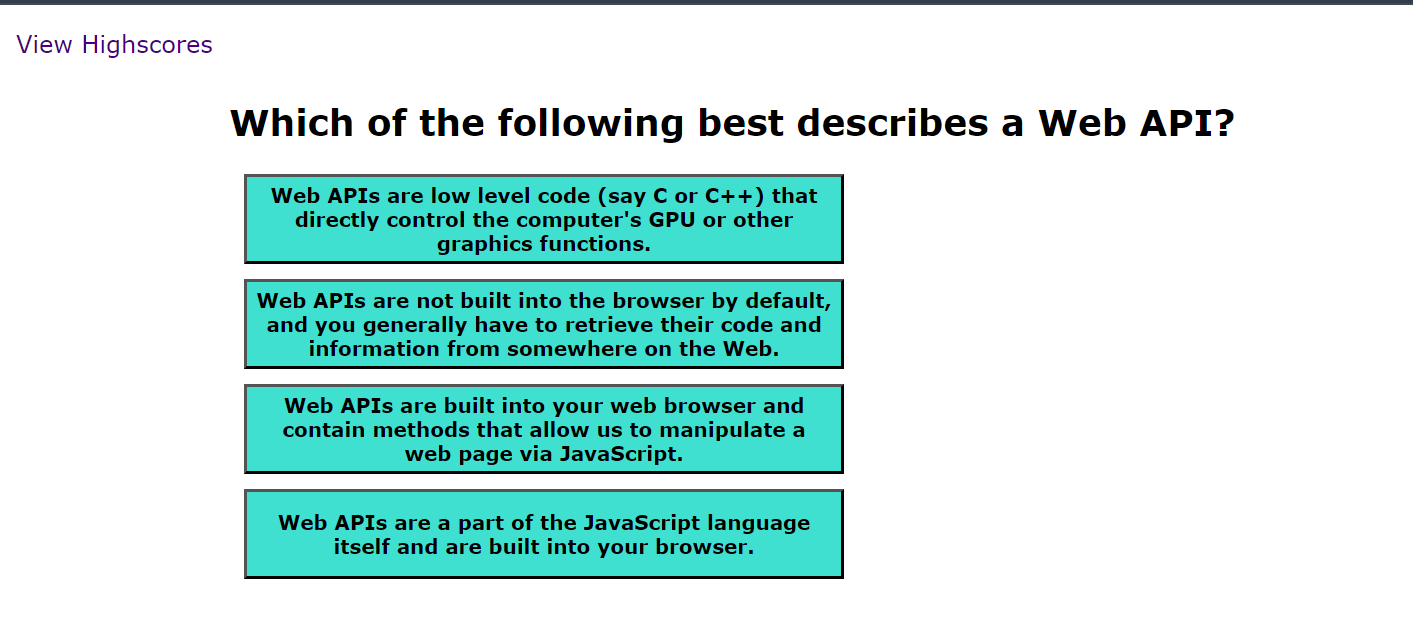 View Highscores
Which of the following best describes a Web API?
Web APIs are low level code (say C or C++) that
directly control the computer's GPU or other
graphics functions.
Web APIs are not built into the browser by default,
and you generally have to retrieve their code and
information from somewhere on the Web.
Web APIs are built into your web browser and
contain methods that allow us to manipulate a
web page via JavaScript.
Web APIs are a part of the JavaScript language
itself and are built into your browser.